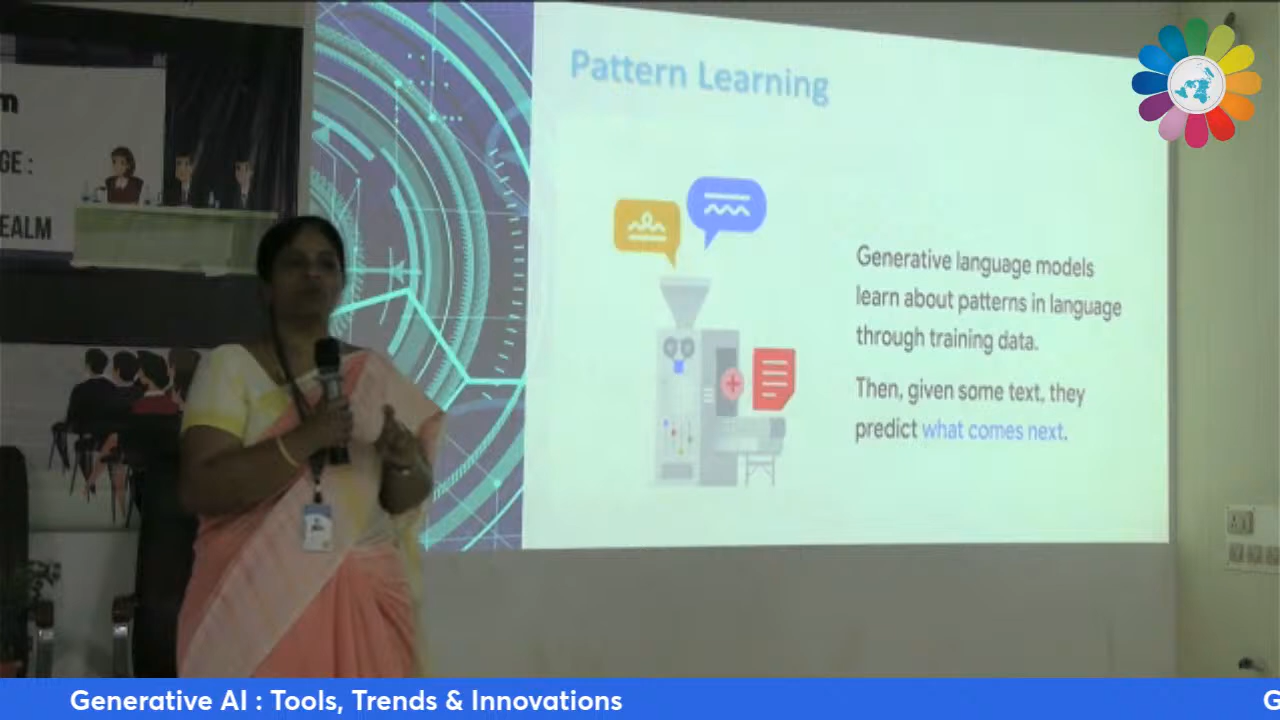 m
GE :
EALM
Pattern Learning
Generative language models
learn about patterns in language
through training data.
Then, given some text, they
predict what comes next.
Generative AI : Tools, Trends & Innovations
G